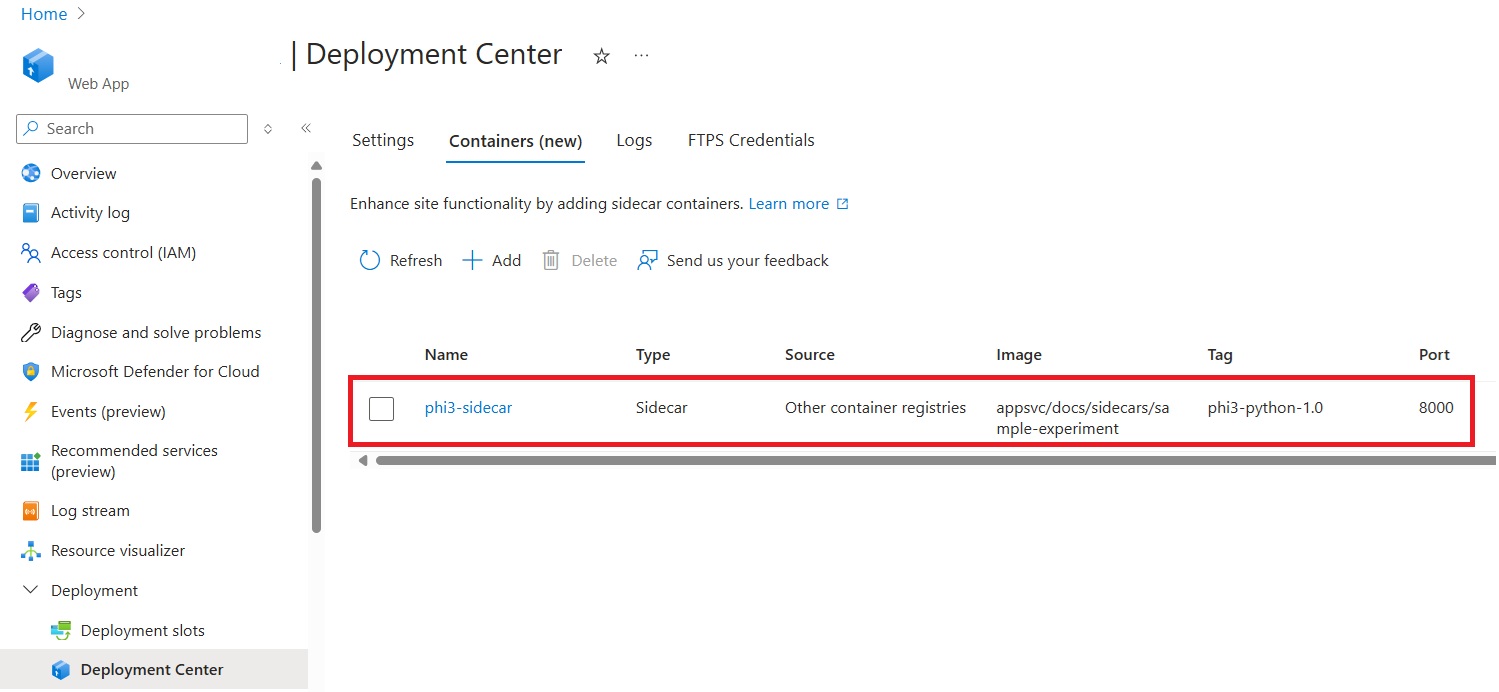 Home
| Deployment Center
Web App
Search
Overview
Activity log
Access control (IAM)
Tags
Diagnose and solve problems
Microsoft Defender for Cloud
Events (preview)
Recommended services
(preview)
Log stream
Resource visualizer
Deployment
Deployment slots
Deployment Center
Settings Containers (new) Logs FTPS Credentials
Enhance site functionality by adding sidecar containers. Learn more
Refresh Add Delete Send us your feedback
Name Type Source Image Tag Port
phi3-sidecar Sidecar Other container registries appsvc/docs/sidecars/sa phi3-python-1.0 8000
mple-experiment